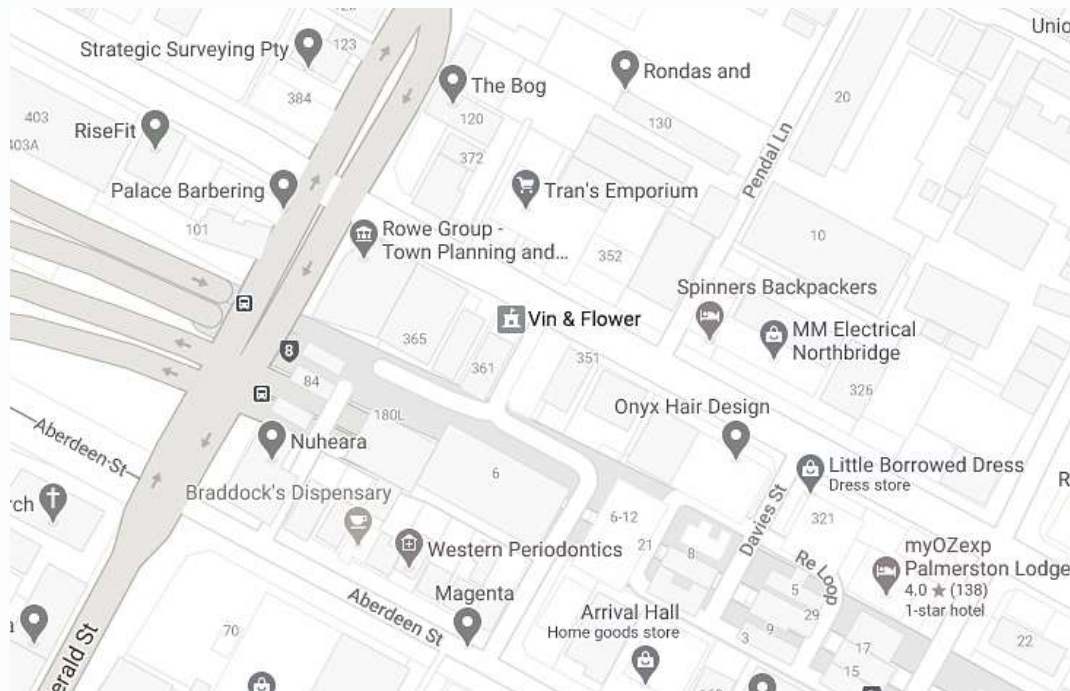 Unio
Strategic Surveying Pty
123
384
The Bog
120
Rondas and
130
20
403
403A
RiseFit
372
Pendal Ln
Palace Barbering
Tran's Emporium
101
Rowe Group -
Town Planning and...
352
10
Spinners Backpackers
Vin & Flower
MM Electrical
Northbridge
365
8
361
351
326
84
180L
Onyx Hair Design
Aberdeen St
Nuheara
6
Little Borrowed Dress
Dress store
R
rch
Braddock's Dispensary
6-12
Davies St
321
Western Periodontics
21
8
myOZexp
Palmerston Lodge
4.0 ★ (138)
1-star hotel
Re Loop
5
29
Magenta
Aberdeen St
Arrival Hall
Home goods store
70
9
3
17
15
22
a
erald St